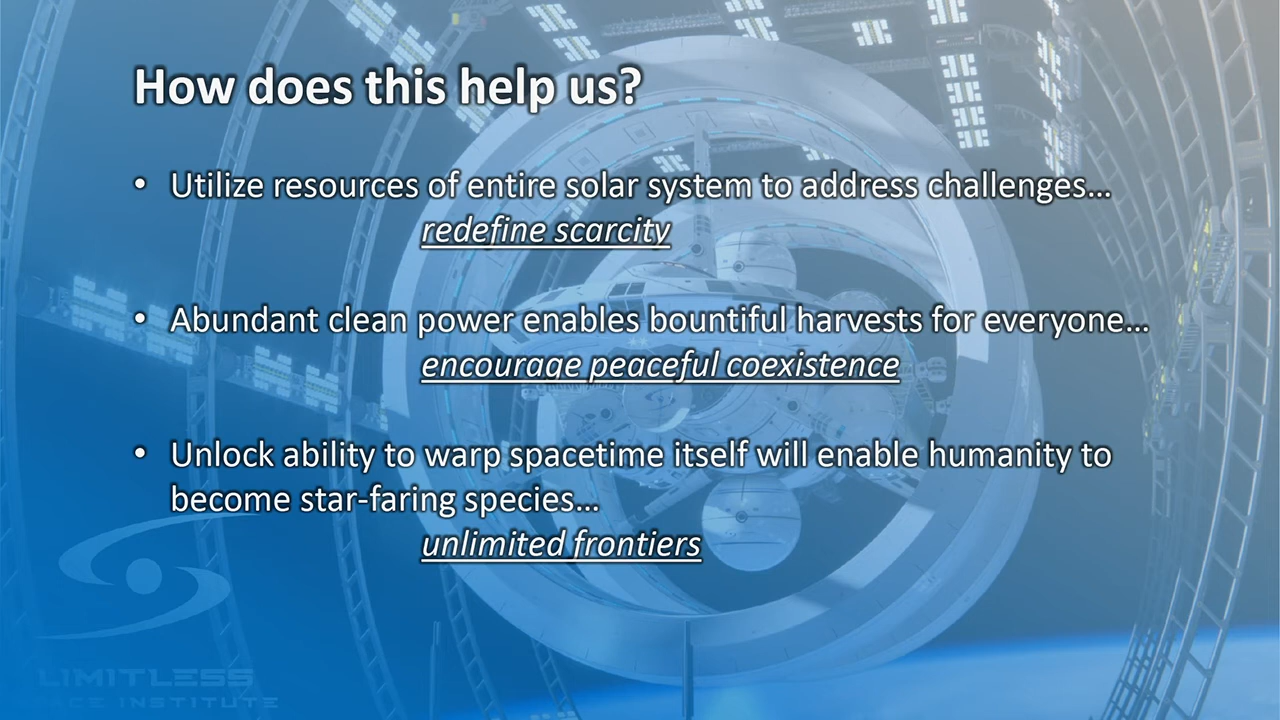 How does this help us?
• Utilize resources of entire solar system to address challenges…
redefine scarcity
• Abundant clean power enables bountiful harvests for everyone…
encourage peaceful coexistence
• Unlock ability to warp spacetime itself will enable humanity to
become star-faring species…
unlimited frontiers
LIMITLESS
SPACE INSTITUTE